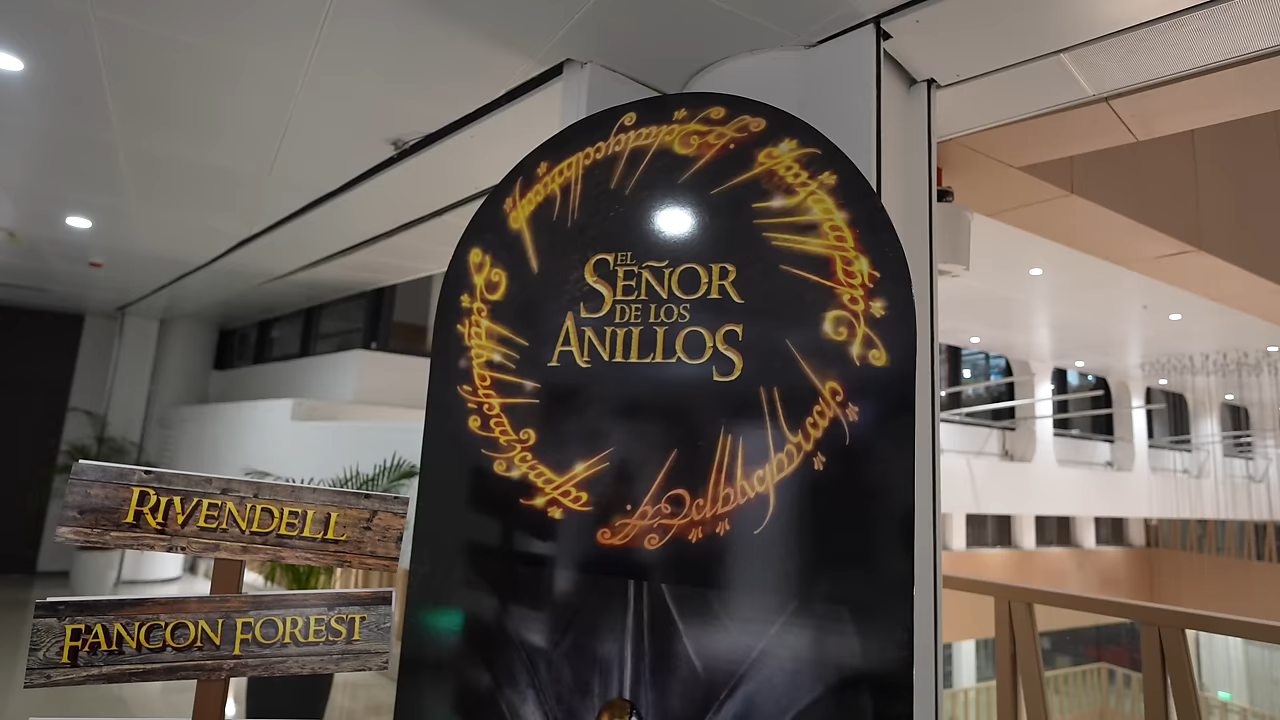 EL
SEÑOR
DE LOS
ANILLOS
RIVENDELL
FANCON FOREST